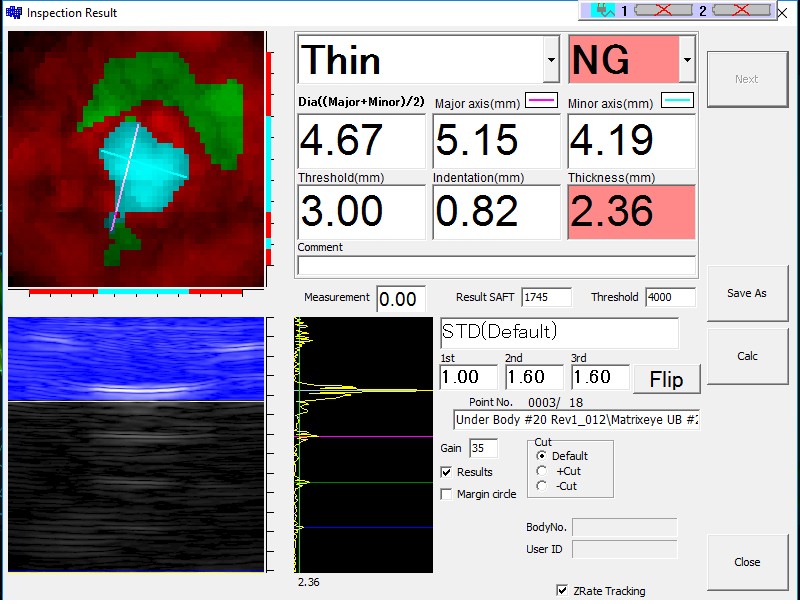 Inspection Result
1 2
Thin NG
Next
Dia((Major+Minor)/2) Major axis(mm) Minor axis(mm)
4.67 5.15 4.19
Threshold(mm) Indentation(mm) Thickness(mm)
3.00 0.82 2.36
Comment
Measurement 0.00 Result SAFT 1745 Threshold 4000
Save As
STD(Default)
1st 2nd 3rd
1.00 1.60 1.60 Flip
Calc
Point No. 0003/ 18
Under Body #20 Rev1_012\Matrixeye UB #2
Gain 35
Cut
Default
+Cut
-Cut
Results
Margin circle
BodyNo.
User ID
Close
2.36
ZRate Tracking